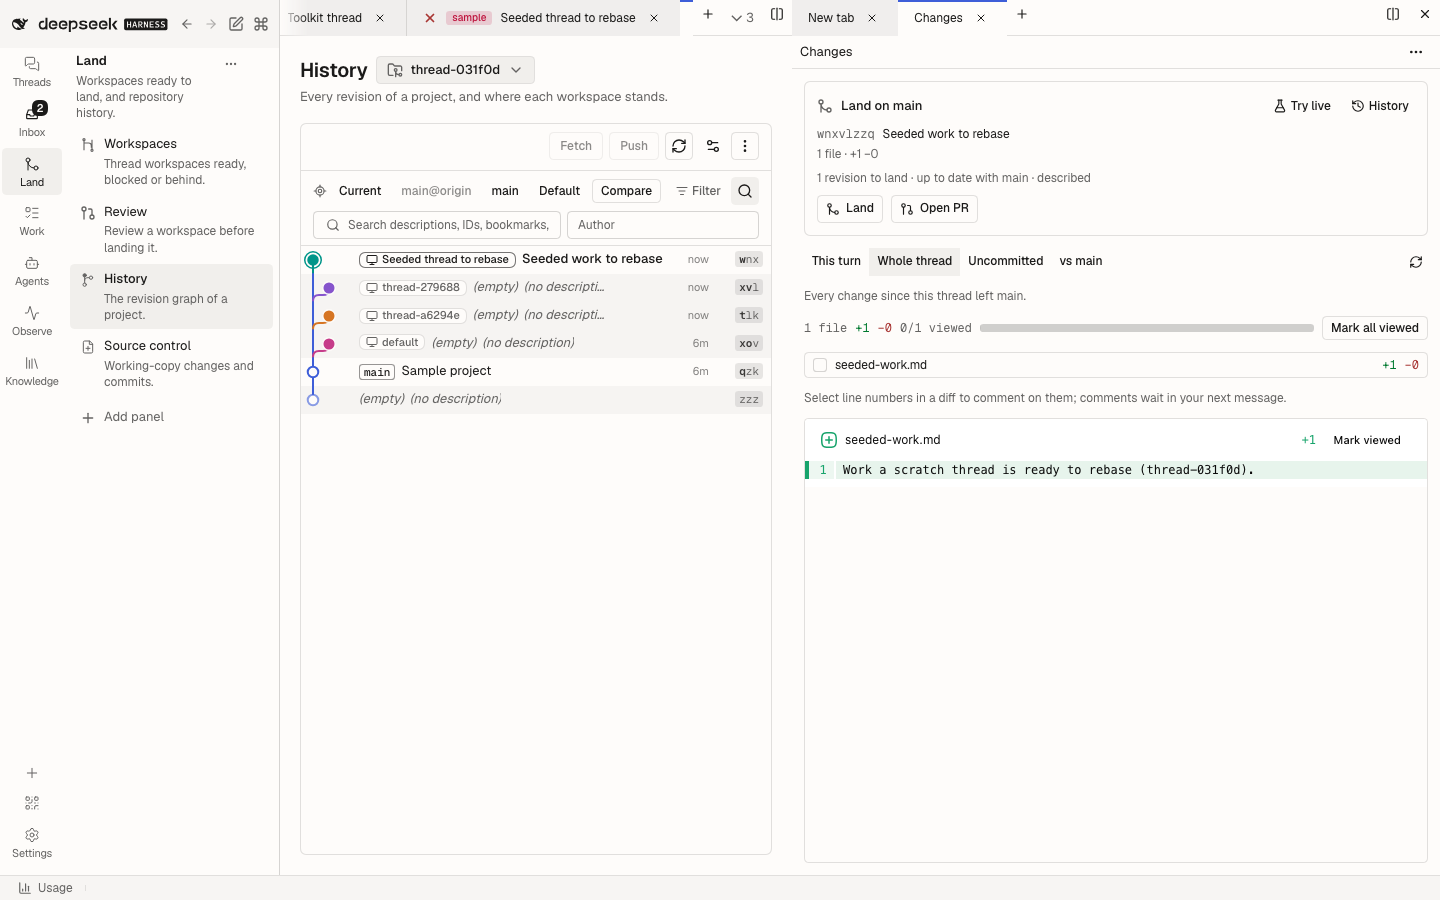 deepseek HARNESS
Toolkit thread
sample Seeded thread to rebase
3
New tab
Changes
Threads
2
Inbox
Land
Work
Agents
Observe
Knowledge
Settings
Land
Workspaces ready to
land, and repository
history.
Workspaces
Thread workspaces ready,
blocked or behind.
Review
Review a workspace before
landing it.
History
The revision graph of a
project.
Source control
Working-copy changes and
commits.
Add panel
History thread-031f0d
Every revision of a project, and where each workspace stands.
Fetch Push
Current main@origin main Default Compare Filter
Search descriptions, IDs, bookmarks, Author
Seeded thread to rebase Seeded work to rebase now wnx
thread-279688 (empty) (no descripti… now xvl
thread-a6294e (empty) (no descripti… now tlk
default (empty) (no description) 6m xov
main Sample project 6m qzk
(empty) (no description) zzz
Changes
Land on main Try live History
wnxvlzzq Seeded work to rebase
1 file · +1 −0
1 revision to land · up to date with main · described
Land Open PR
This turn Whole thread Uncommitted vs main
Every change since this thread left main.
1 file +1 −0 0/1 viewed Mark all viewed
seeded-work.md +1 −0
Select line numbers in a diff to comment on them; comments wait in your next message.
seeded-work.md +1 Mark viewed
1 Work a scratch thread is ready to rebase (thread-031f0d).
Usage